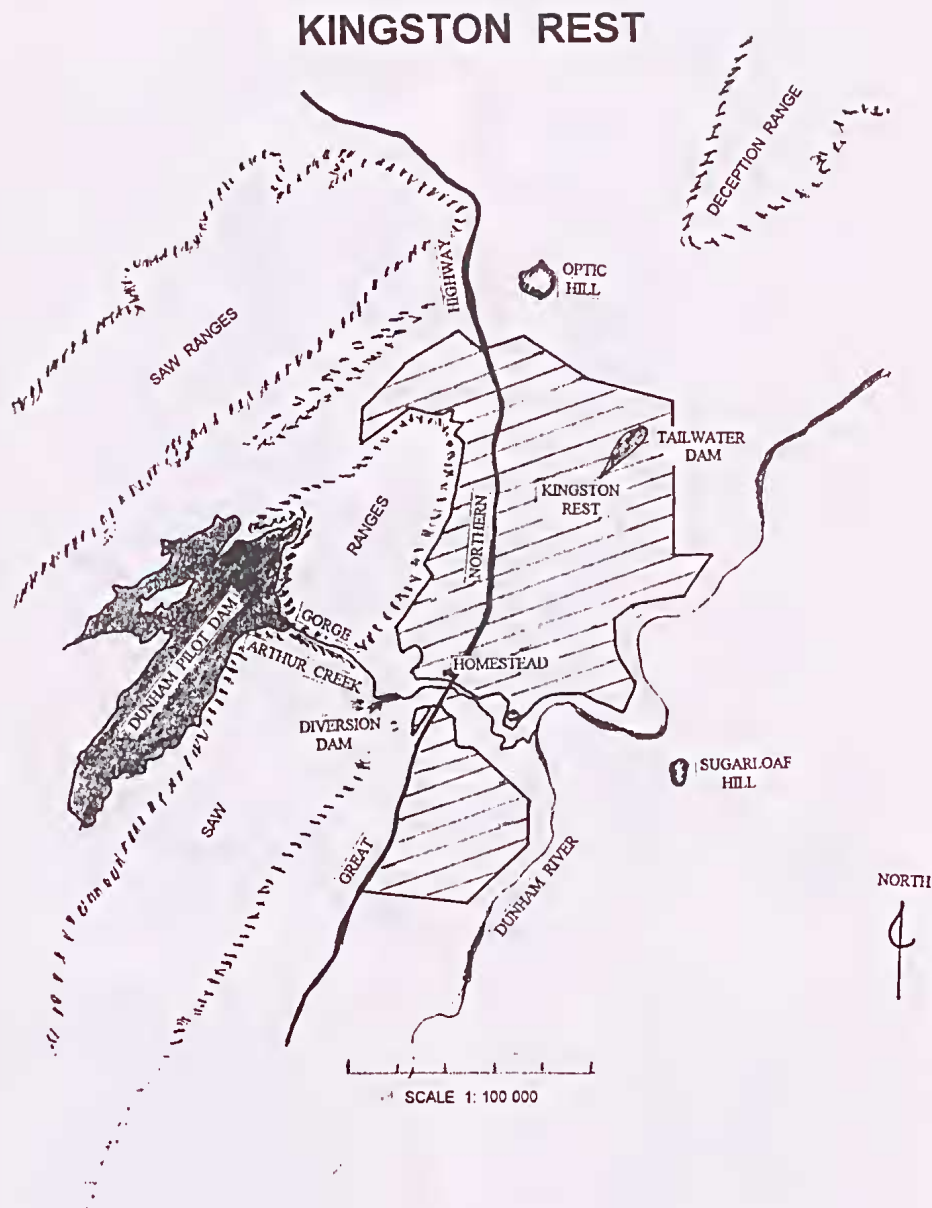 KINGSTON REST
DECEPTION RANGE
HIGHWAY
OPTIC
HILL
SAW RANGES
TAILWATER
DAM
KINGSTON
REST
RANGES
NORTHERN
DUNHAM PILOT DAM
GORGE
ARTHUR CREEK
HOMESTEAD
DIVERSION
DAM
SUGARLOAF
HILL
SAW
GREAT
DUNHAM RIVER
NORTH
SCALE 1: 100 000